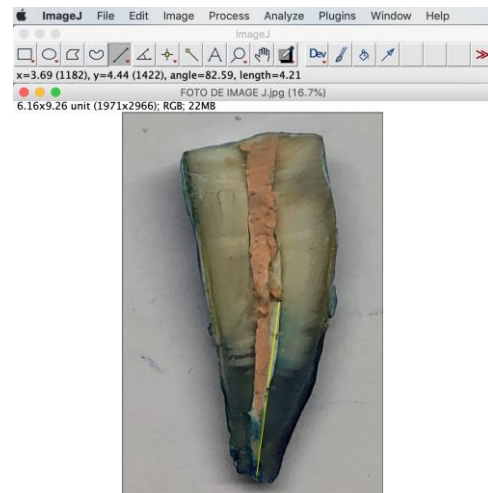 ImageJ File Edit Image Process Analyze Plugins Window Help
ImageJ
A Dev
x=3.69 (1182), y=4.44 (1422), angle=82.59, length=4.21
FOTO DE IMAGE J.jpg (16.7%)
6.16x9.26 unit (1971x2966); RGB; 22MB